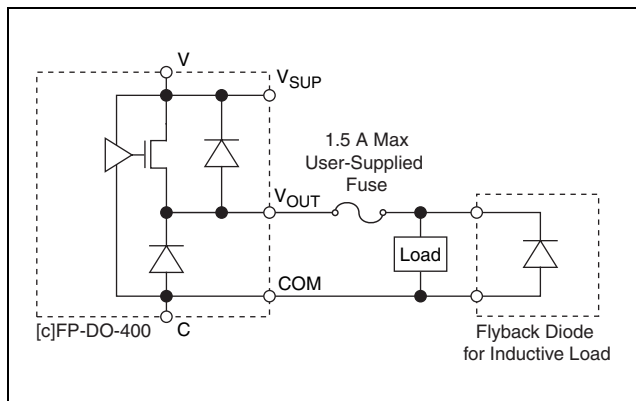 V
VSUP
1.5 A Max
User-Supplied
Fuse
VOUT
Load
COM
[c]FP-DO-400
C
Flyback Diode
for Inductive Load